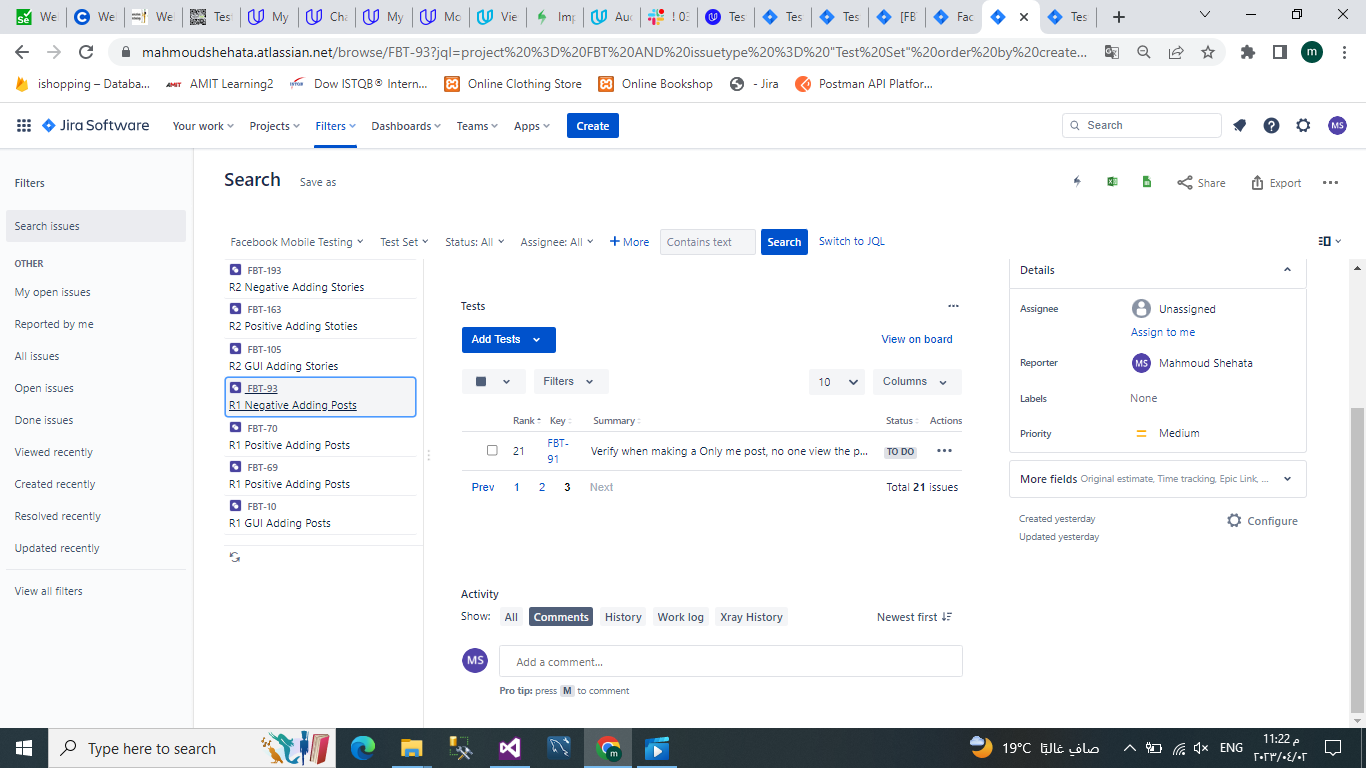 We
We
We
Test
My
Cha
My
Mo
Vie
Imp
Aud
! 03
Tes
Tes
Tes
[FB
Fac
Tes
mahmoudshehata.atlassian.net/browse/FBT-93?jql=project%20%3D%20FBT%20AND%20issuetype%20%3D%20"Test%20Set"%20order%20by%20create...
m
ishopping – Databa...
AMIT Learning2
Dow ISTQB® Intern...
Online Clothing Store
Online Bookshop
- Jira
Postman API Platfor...
Jira Software
Your work
Projects
Filters
Dashboards
Teams
Apps
Create
Search
MS
Filters
Search issues
OTHER
My open issues
Reported by me
All issues
Open issues
Done issues
Viewed recently
Created recently
Resolved recently
Updated recently
View all filters
Search
Save as
Share
Export
Facebook Mobile Testing
Test Set
Status: All
Assignee: All
+ More
Contains text
Search
Switch to JQL
FBT-193
R2 Negative Adding Stories
FBT-163
R2 Positive Adding Stoties
FBT-105
R2 GUI Adding Stories
FBT-93
R1 Negative Adding Posts
FBT-70
R1 Positive Adding Posts
FBT-69
R1 Positive Adding Posts
FBT-10
R1 GUI Adding Posts
Tests
Add Tests
View on board
Filters
10
Columns
Rank
Key
Summary
Status
Actions
21
FBT-
91
Verify when making a Only me post, no one view the p...
TO DO
Prev 1 2 3 Next
Total 21 issues
Activity
Show:
All
Comments
History
Work log
Xray History
Newest first
MS
Add a comment...
Pro tip: press M to comment
Details
Assignee
Unassigned
Assign to me
Reporter
MS
Mahmoud Shehata
Labels
None
Priority
Medium
More fields
Original estimate, Time tracking, Epic Link, ...
Created yesterday
Updated yesterday
Configure
Type here to search
m
19°C
صاف غالبًا
ENG
11:22 م
٢٠٢٣/٠٤/٠٢